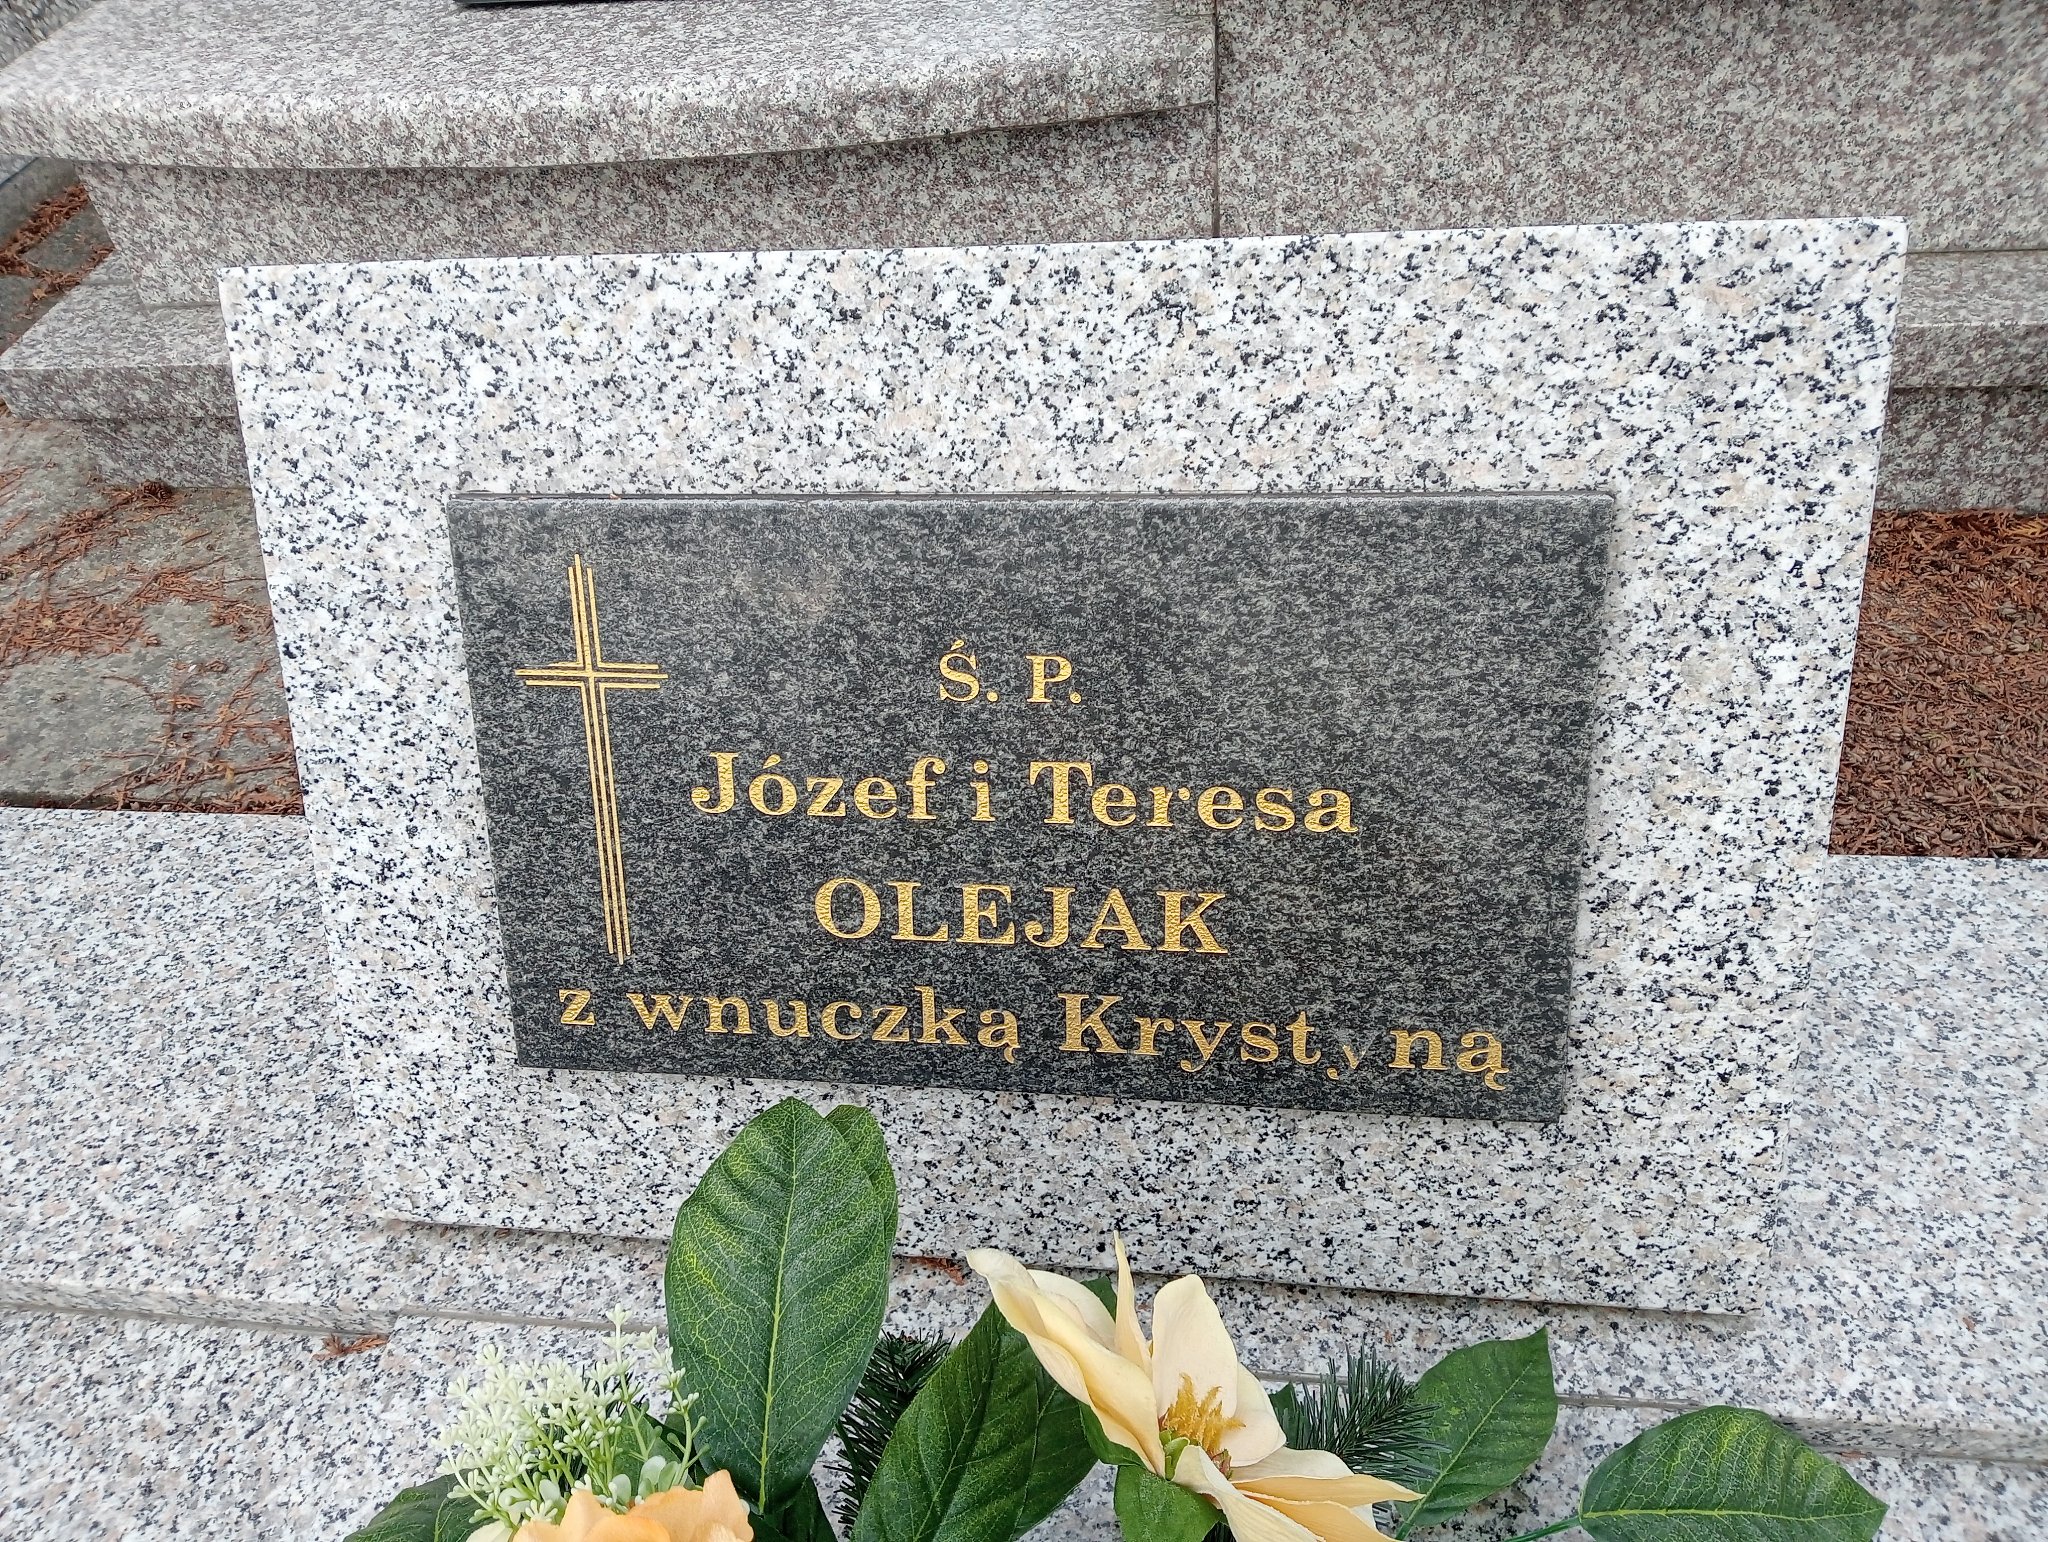 Ś. P.
Józef i Teresa
OLEJAK
z wnuczką Krystyną